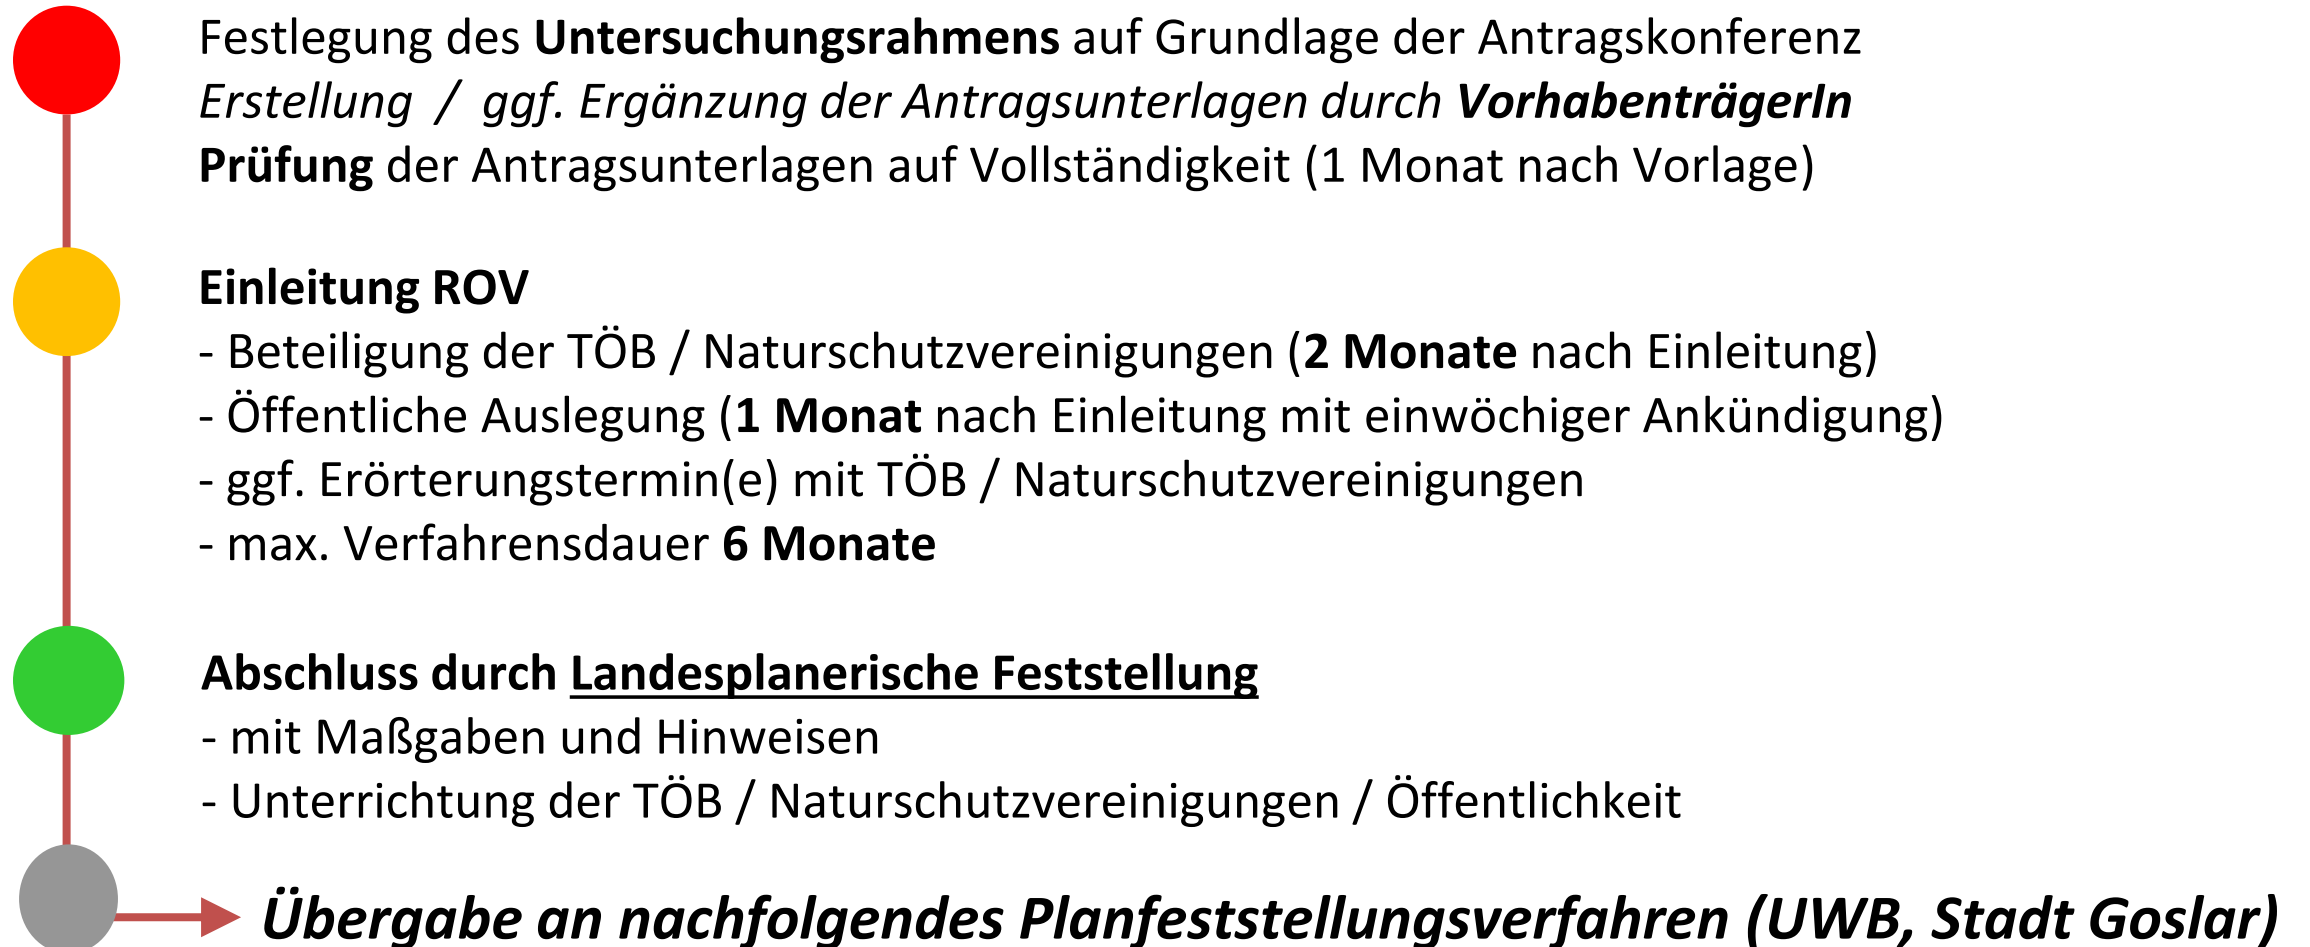 Festlegung des Untersuchungsrahmens auf Grundlage der Antragskonferenz
Erstellung / ggf. Ergänzung der Antragsunterlagen durch VorhabenträgerIn
Prüfung der Antragsunterlagen auf Vollständigkeit (1 Monat nach Vorlage)
Einleitung ROV
- Beteiligung der TÖB / Naturschutzvereinigungen (2 Monate nach Einleitung)
- Öffentliche Auslegung (1 Monat nach Einleitung mit einwöchiger Ankündigung)
- ggf. Erörterungstermin(e) mit TÖB / Naturschutzvereinigungen
- max. Verfahrensdauer 6 Monate
Abschluss durch Landesplanerische Feststellung
- mit Maßgaben und Hinweisen
- Unterrichtung der TÖB / Naturschutzvereinigungen / Öffentlichkeit
Übergabe an nachfolgendes Planfeststellungsverfahren (UWB, Stadt Goslar)